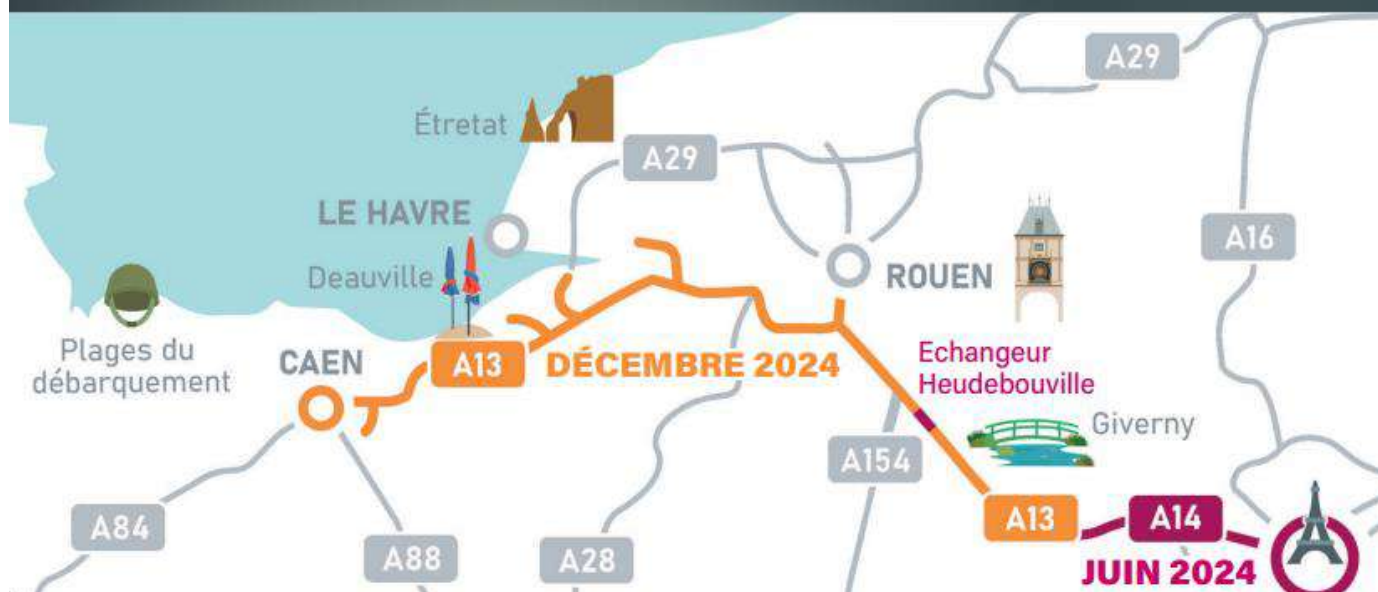 A29
Étretat
A29
LE HAVRE
A16
Deauville
ROUEN
Plages du
débarquement
CAEN
A13
DÉCEMBRE 2024
Echangeur
Heudebouville
Giverny
A154
A84
A13
A14
A88
A28
JUIN 2024